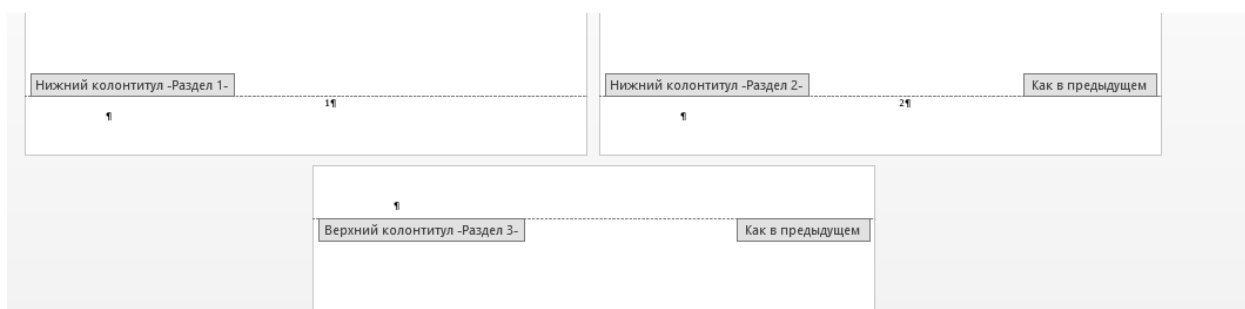 Нижний колонтитул -Раздел 1-
1¶
¶
Нижний колонтитул -Раздел 2-
Как в предыдущем
2¶
¶
¶
Верхний колонтитул -Раздел 3-
Как в предыдущем